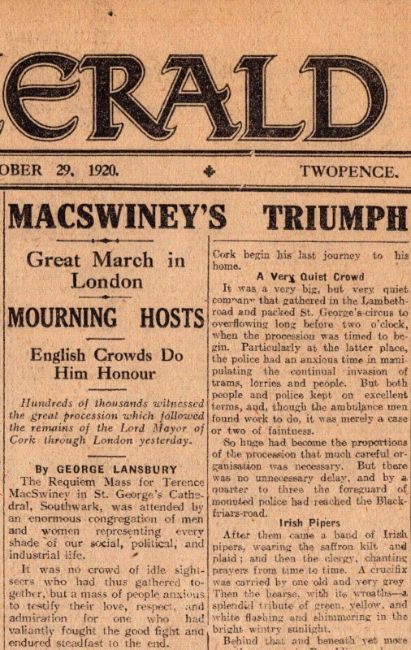 HERALD
OBER 29, 1920.
TWOPENCE.
MACSWINEY'S TRIUMPH
Great March in
London
MOURNING HOSTS
English Crowds Do
Him Honour
Hundreds of thousands witnessed
the great procession which followed
the remains of the Lord Mayor of
Cork through London yesterday.
By GEORGE LANSBURY
The Requiem Mass for Terence
MacSwiney in St. George's Cathe-
dral, Southwark, was attended by
an enormous congregation of men
and women representing every
shade of our social, political, and
industrial life.
It was no crowd of idle sight-
seers who had thus gathered to-
gether, but a mass of people anxious
to testify their love, respect, and
admiration for one who had
valiantly fought the good fight and
endured steadfast to the end.
Cork begin his last journey to his
home.
A Very Quiet Crowd
It was a very big, but very quiet
company that gathered in the Lambeth-
road and packed St. George's-circus to
overflowing long before two o'clock,
when the procession was timed to be-
gin. Particularly at the latter place,
the police had an anxious time in mani-
pulating the continual invasion of
trams, lorries and people. But both
people and police kept on excellent
terms, and, though the ambulance men
found work to do, it was merely a case
or two of faintness.
So huge had become the proportions
of the procession that much careful or-
ganisation was necessary. But there
was no unnecessary delay, and by a
quarter to three the foreguard of
mounted police had reached the Black-
friars-road.
Irish Pipers
After them came a band of Irish
pipers, wearing the saffron kilt and
plaid; and then the clergy, chanting
prayers from time to time. A crucifix
was carried by one old and very grey
Then the hearse, with its wreaths—a
splendid tribute of green, yellow, and
white flashing and shimmering in the
bright wintry sunlight.
Behind that and beneath yet more